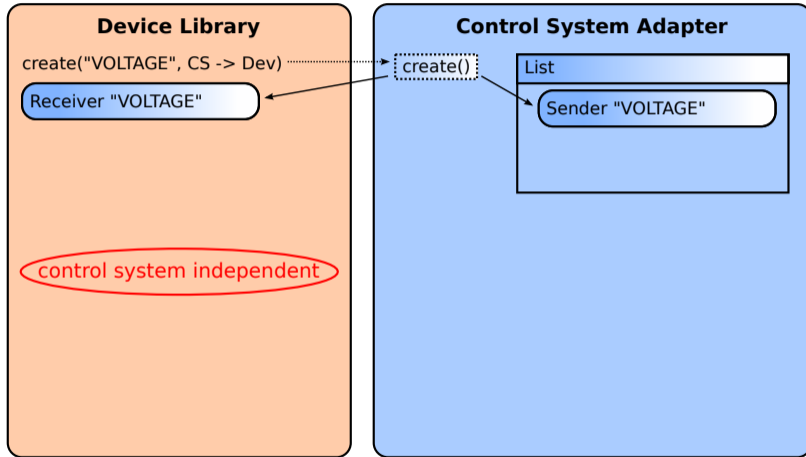 Device Library
create("VOLTAGE", CS -> Dev)
Receiver "VOLTAGE"
control system independent
Control System Adapter
create()
List
Sender "VOLTAGE"